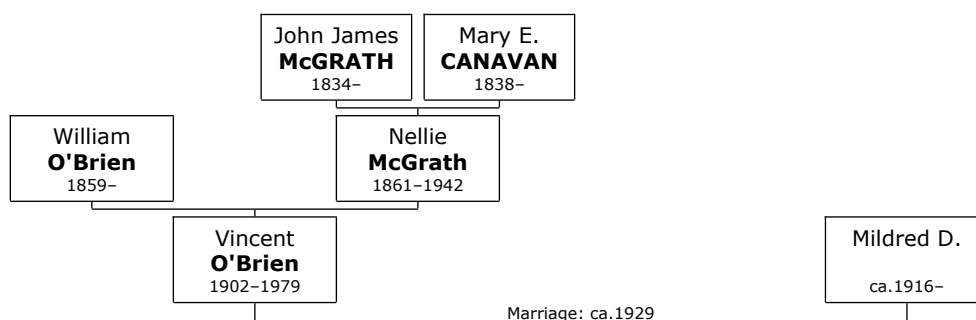 John James
McGRATH
1834–
Mary E.
CANAVAN
1838–
William
O'Brien
1859–
Nellie
McGrath
1861–1942
Vincent
O'Brien
1902–1979
Mildred D.
ca.1916–
Marriage: ca.1929